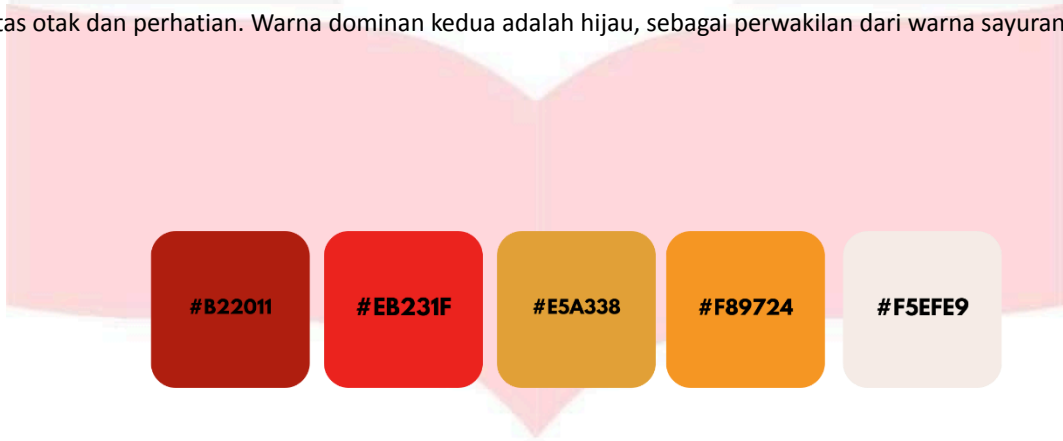 tas otak dan perhatian. Warna dominan kedua adalah hijau, sebagai perwakilan dari warna sayuran
#B22011 #EB231F #E5A338 #F89724 #F5EFE9